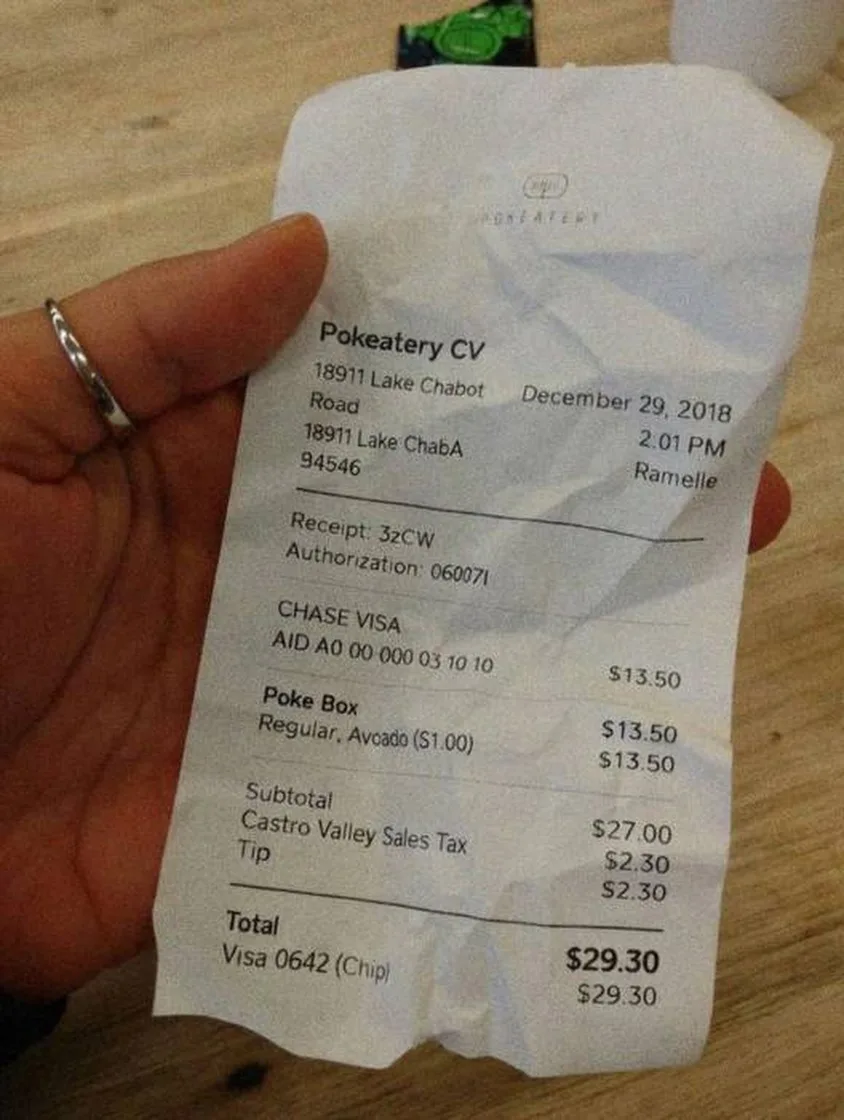 POKEATERY
Pokeatery CV
18911 Lake Chabot December 29, 2018
Road 2.01 PM
18911 Lake ChabA Ramelle
94546
Receipt: 3zCW
Authorization: 06007I
CHASE VISA
AID A0 00 000 03 10 10 $13.50
Poke Box $13.50
Regular, Avcado ($1.00) $13.50
Subtotal $27.00
Castro Valley Sales Tax $2.30
Tip $2.30
Total $29.30
Visa 0642 (Chip) $29.30